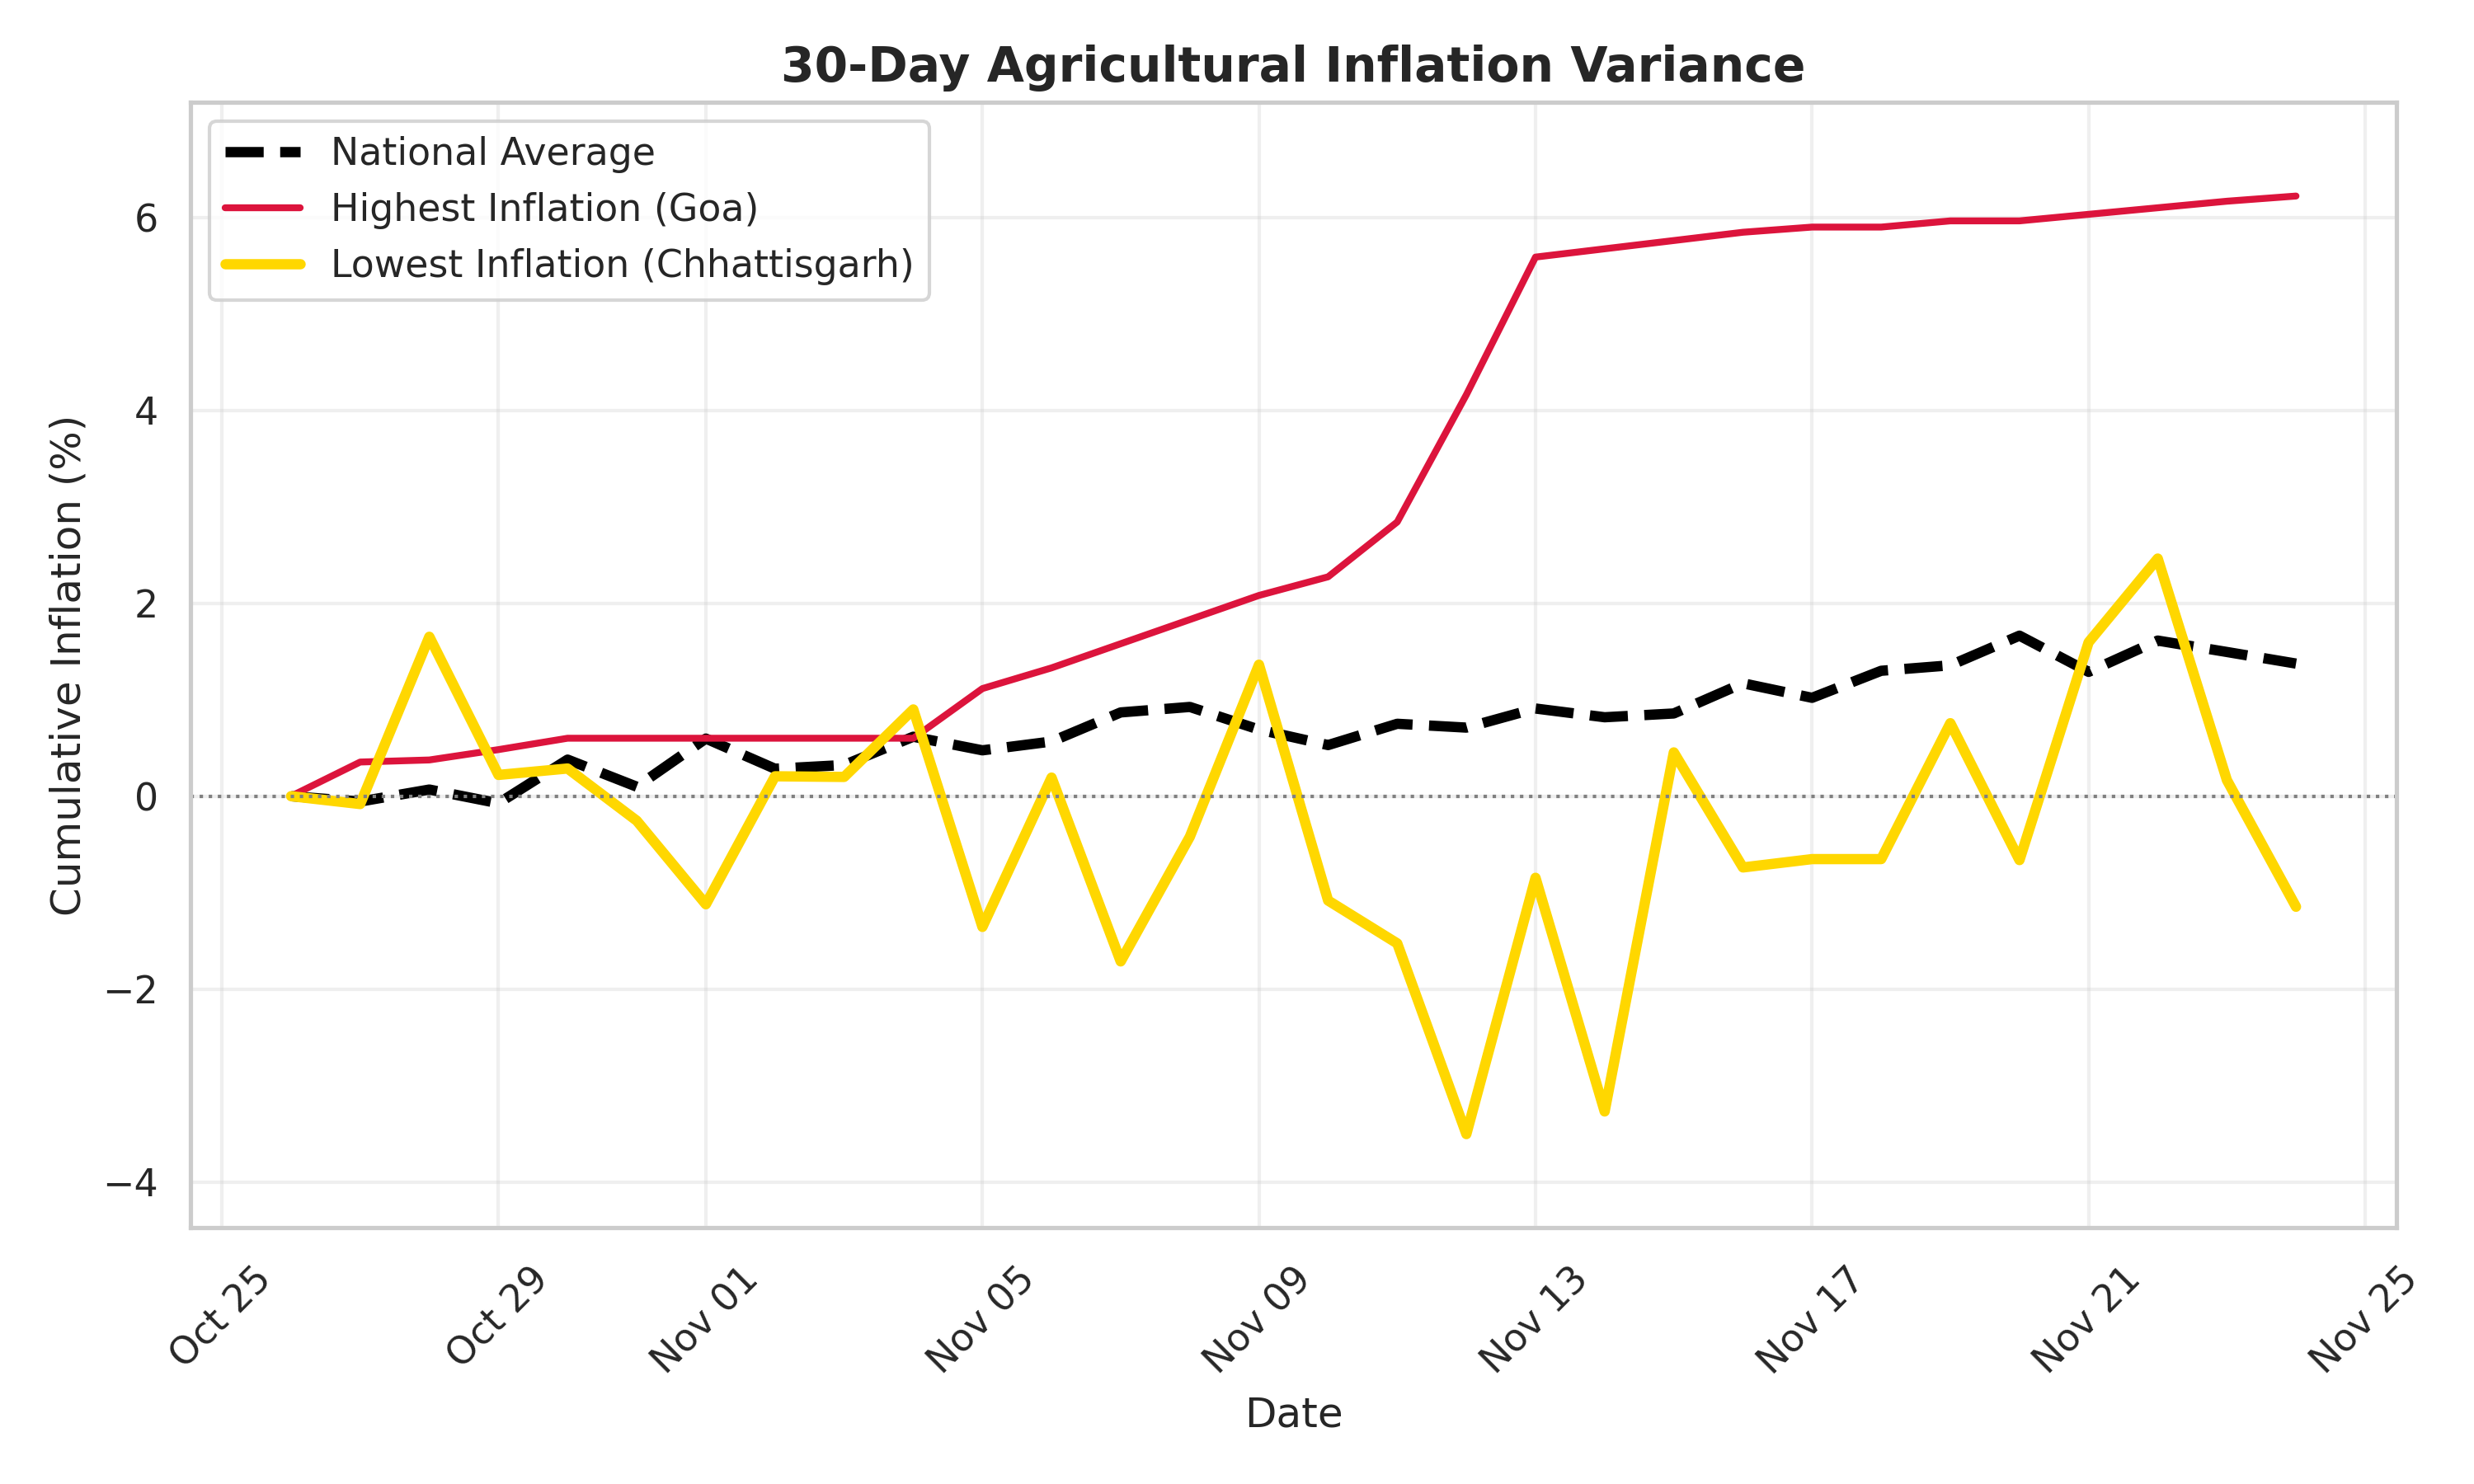 30-Day Agricultural Inflation Variance
National Average
Highest Inflation (Goa)
Lowest Inflation (Chhattisgarh)
Cumulative Inflation (%)
6
4
2
0
−2
−4
Oct 25
Oct 29
Nov 01
Nov 05
Nov 09
Nov 13
Nov 17
Nov 21
Nov 25
Date